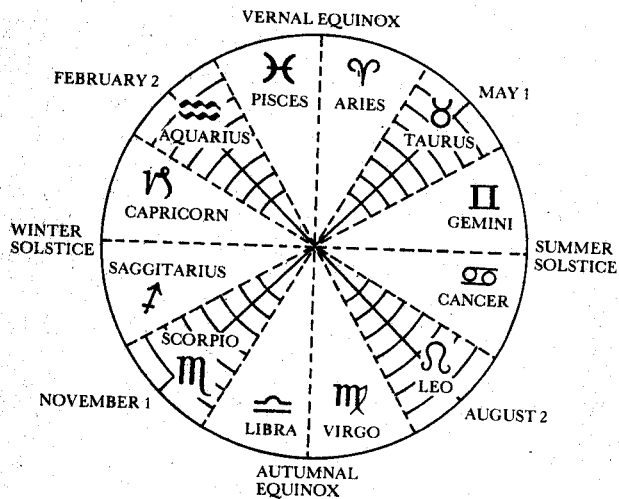 VERNAL EQUINOX
FEBRUARY 2
PISCES
ARIES
MAY 1
AQUARIUS
TAURUS
CAPRICORN
GEMINI
WINTER
SOLSTICE
SUMMER
SOLSTICE
SAGGITARIUS
CANCER
SCORPIO
LEO
NOVEMBER 1
LIBRA
VIRGO
AUGUST 2
AUTUMNAL
EQUINOX